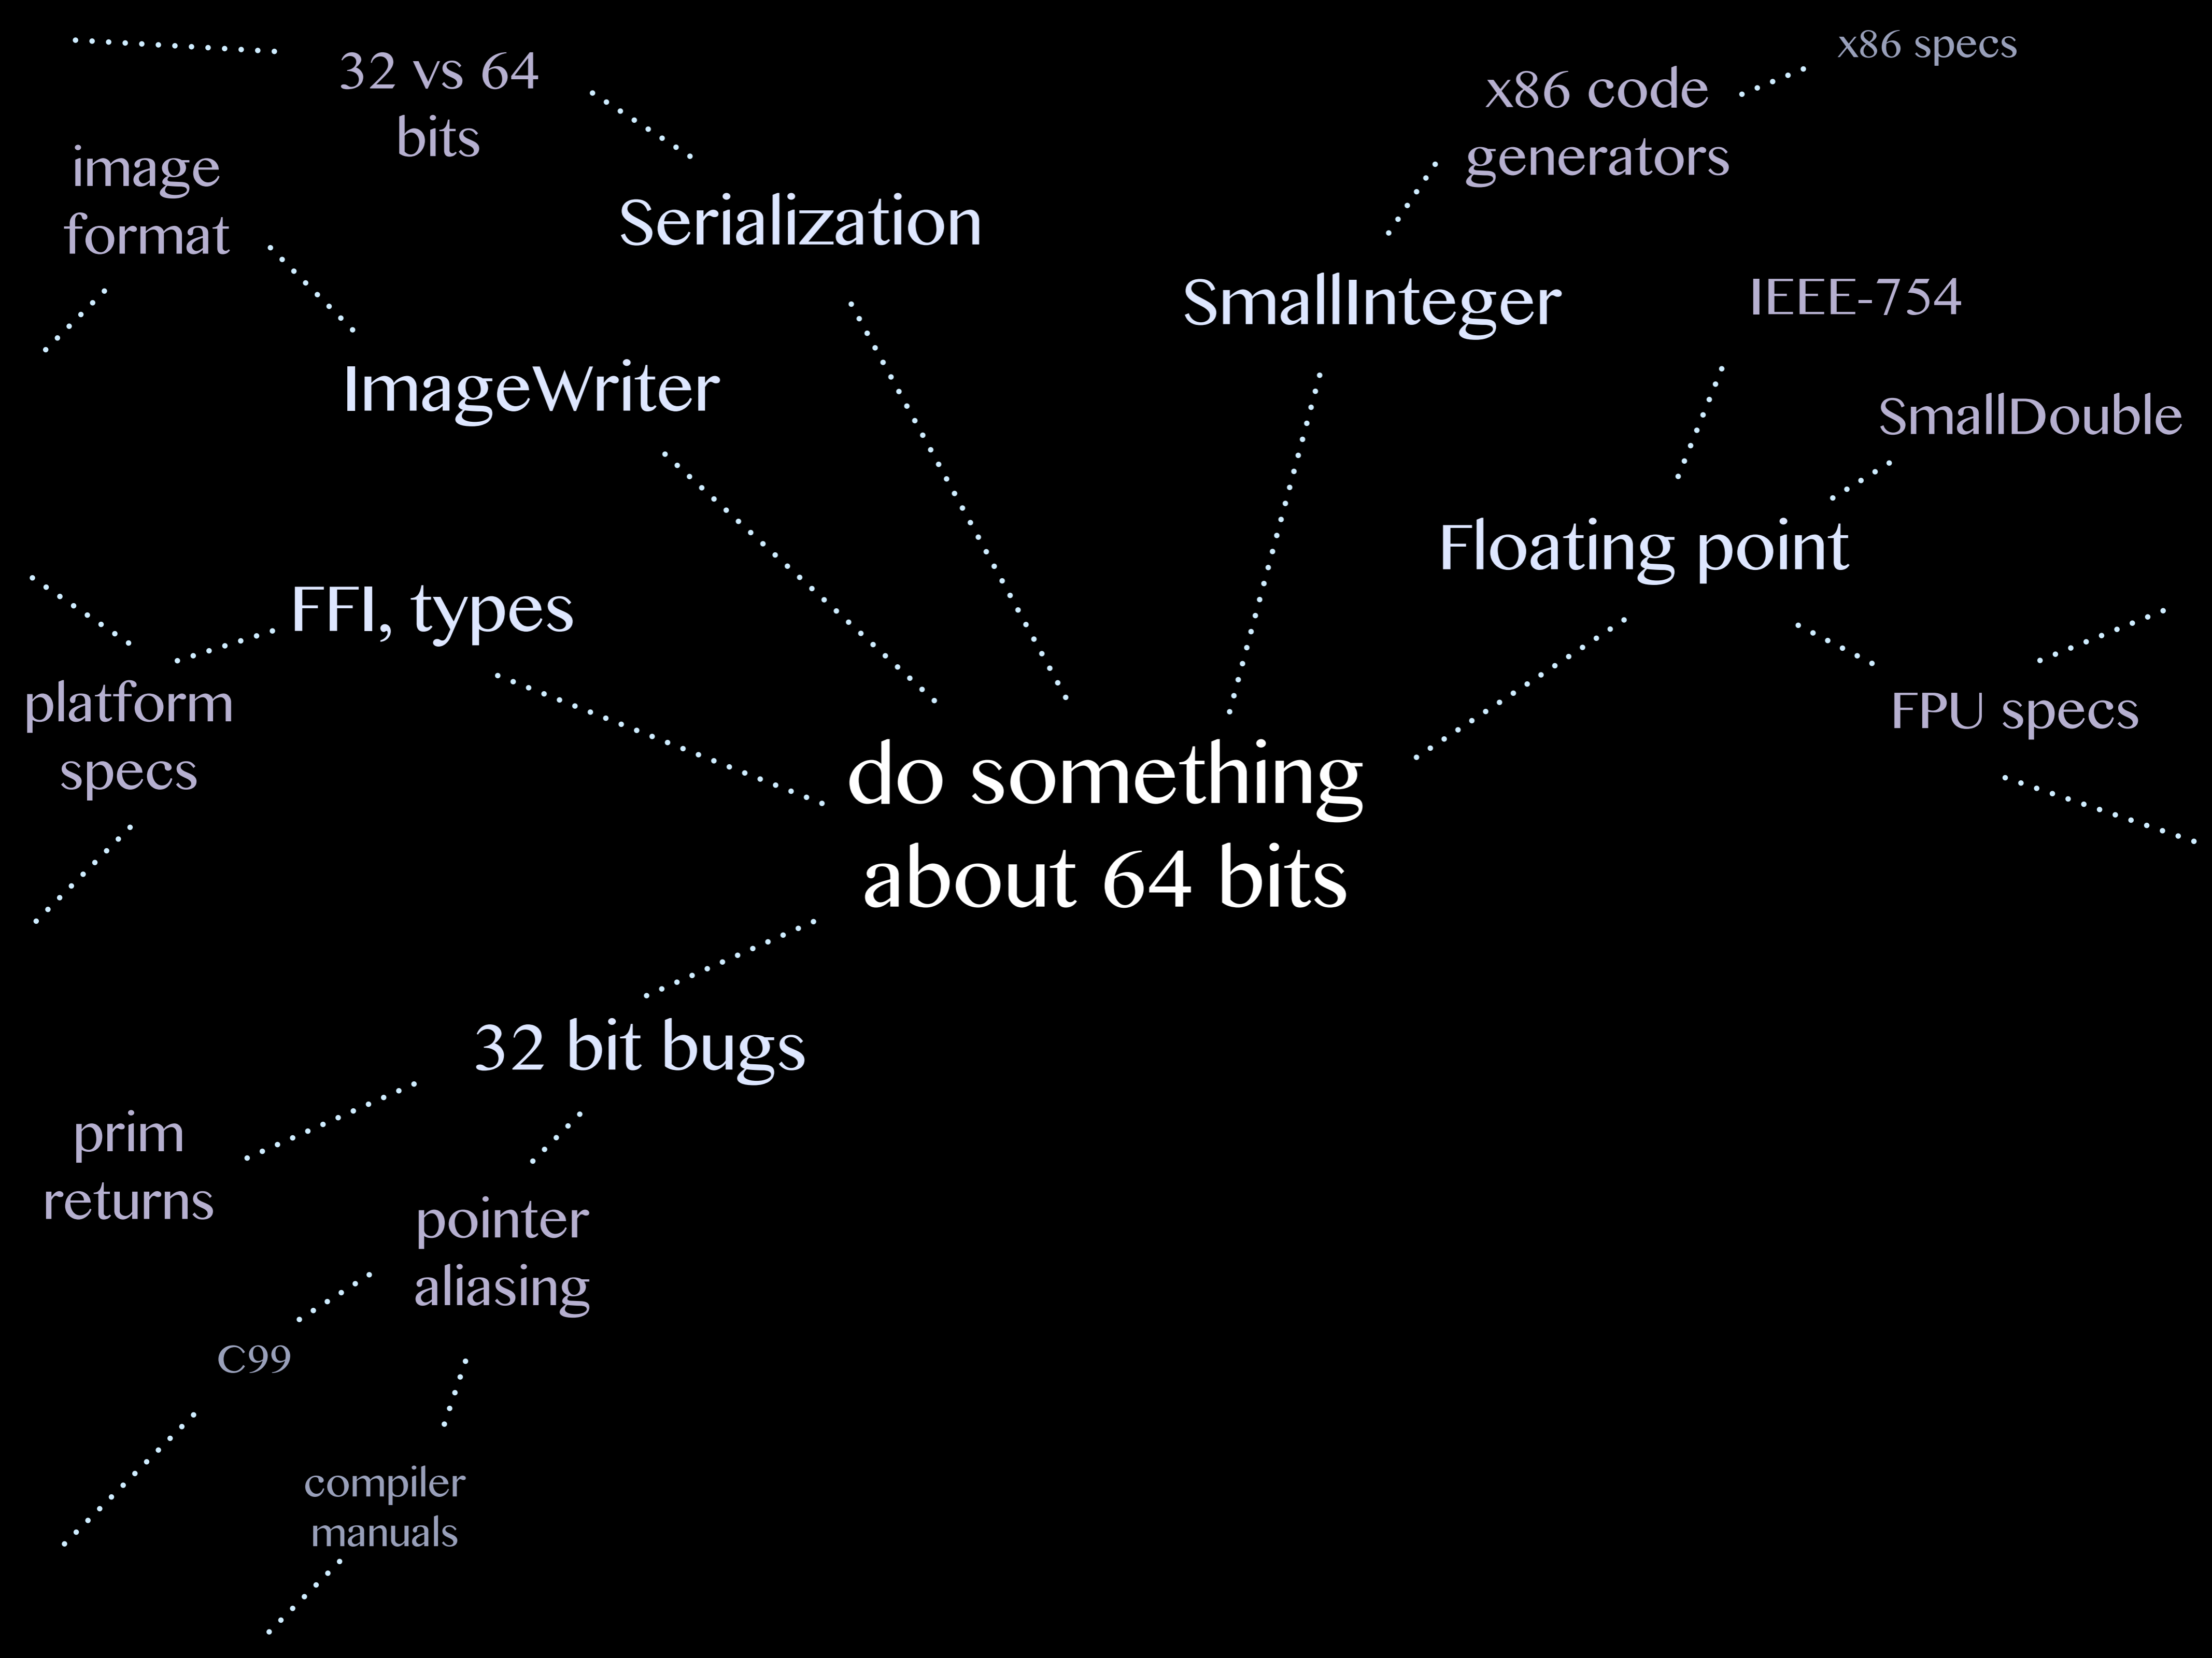 x86 specs
32 vs 64
bits
x86 code
generators
image
format
Serialization
SmallInteger
IEEE-754
ImageWriter
SmallDouble
Floating point
FFI, types
platform
specs
FPU specs
do something
about 64 bits
32 bit bugs
prim
returns
pointer
aliasing
C99
compiler
manuals